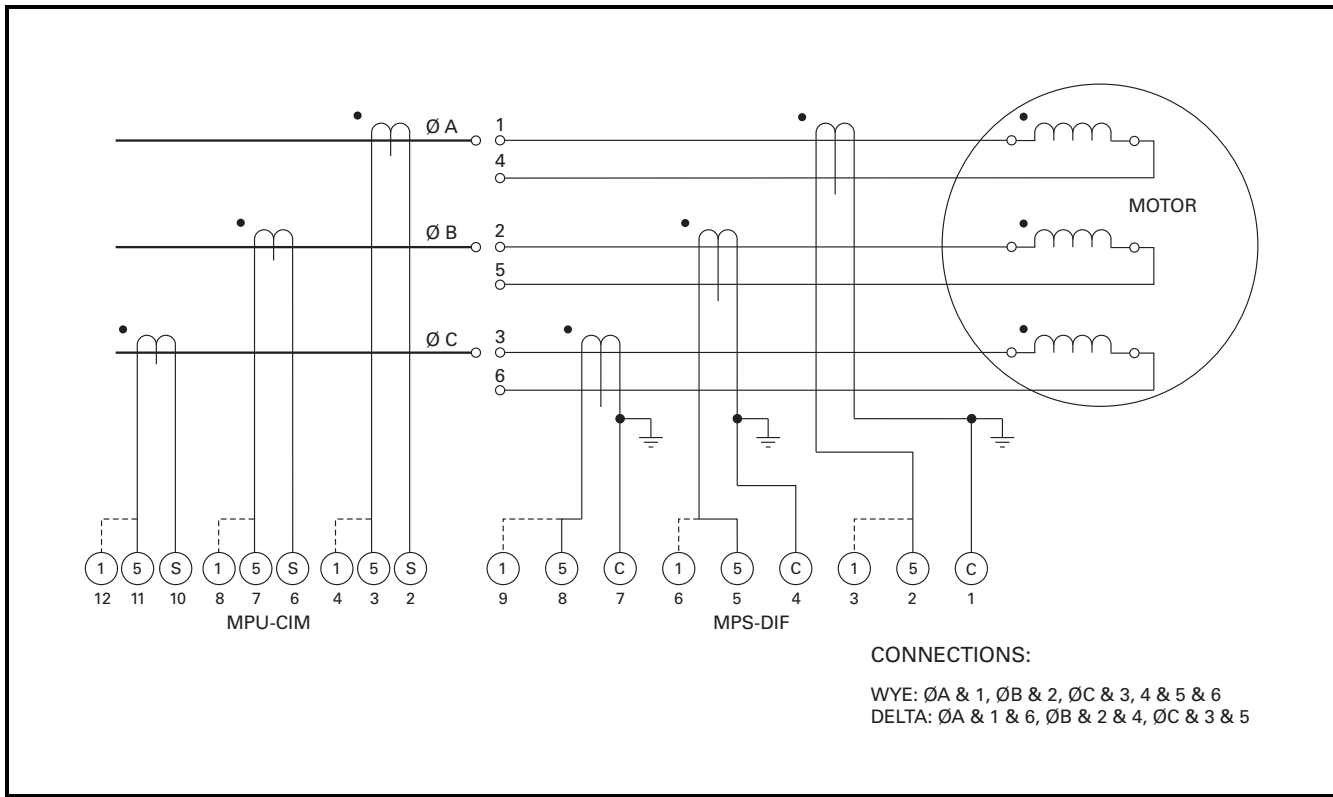 Ø A
1
4
MOTOR
Ø B
2
5
Ø C
3
6
1 5 S 1 5 S 1 5 S 1 5 C 1 5 C 1 5 C
12 11 10 8 7 6 4 3 2 9 8 7 6 5 4 3 2 1
MPU-CIM MPS-DIF
CONNECTIONS:
WYE: ØA & 1, ØB & 2, ØC & 3, 4 & 5 & 6
DELTA: ØA & 1 & 6, ØB & 2 & 4, ØC & 3 & 5